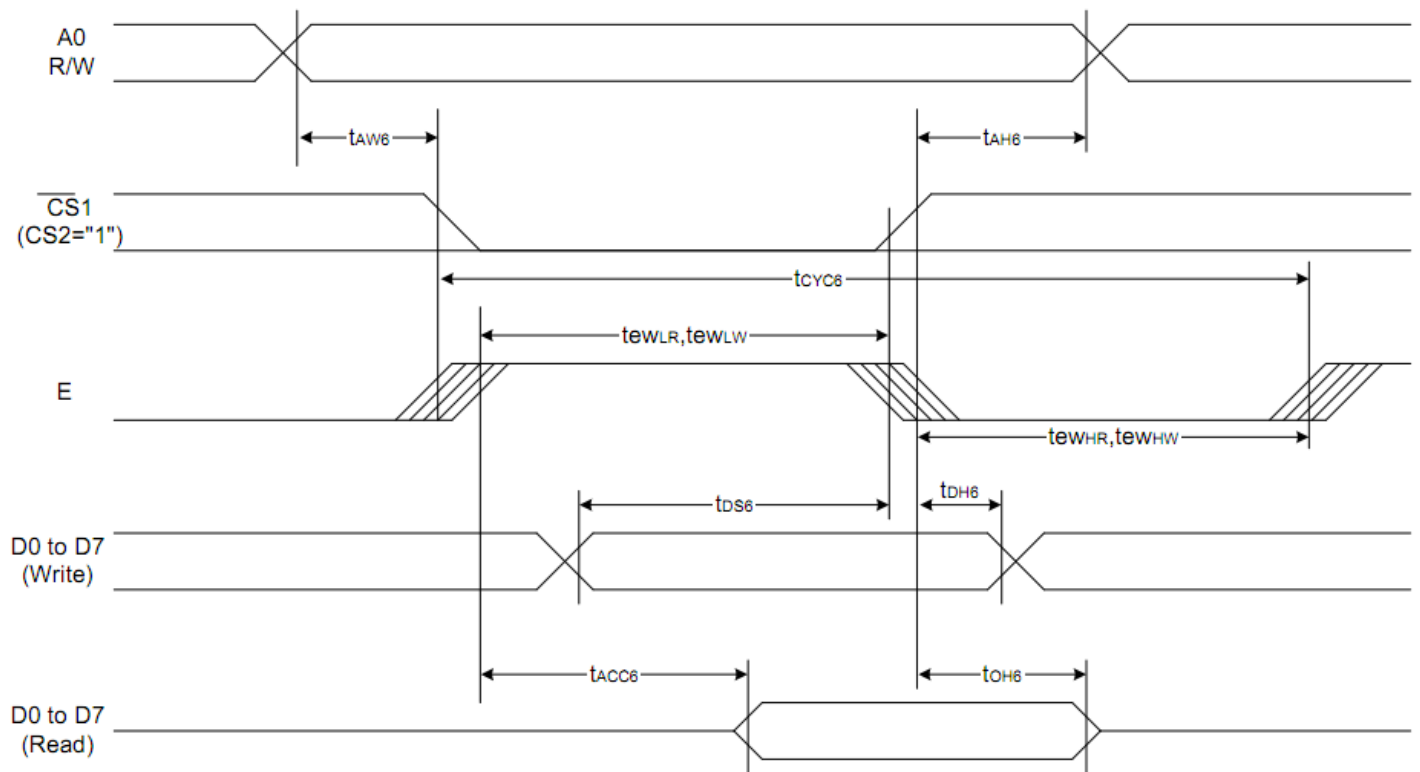 A0
R/W
tAW6
tAH6
CS1
(CS2="1")
tCYC6
tewLR,tewLW
E
tewHR,tewHW
tDS6
tDH6
D0 to D7
(Write)
tACC6
tOH6
D0 to D7
(Read)